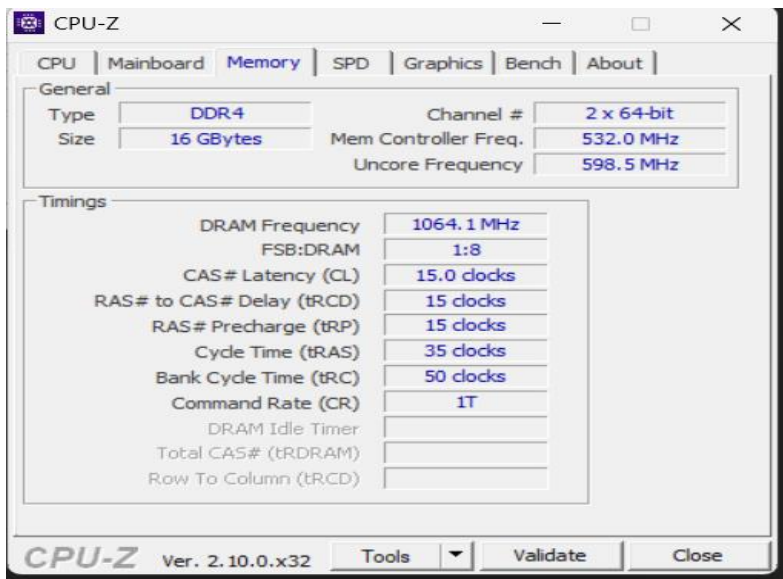 CPU-Z
CPU Mainboard Memory SPD Graphics Bench About
General
Type DDR4 Channel # 2 x 64-bit
Size 16 GBytes Mem Controller Freq. 532.0 MHz
Uncore Frequency 598.5 MHz
Timings
DRAM Frequency 1064.1 MHz
FSB:DRAM 1:8
CAS# Latency (CL) 15.0 clocks
RAS# to CAS# Delay (tRCD) 15 clocks
RAS# Precharge (tRP) 15 clocks
Cycle Time (tRAS) 35 clocks
Bank Cycle Time (tRC) 50 clocks
Command Rate (CR) 1T
DRAM Idle Timer
Total CAS# (tRDRAM)
Row To Column (tRCD)
CPU-Z Ver. 2.10.0.x32 Tools Validate Close